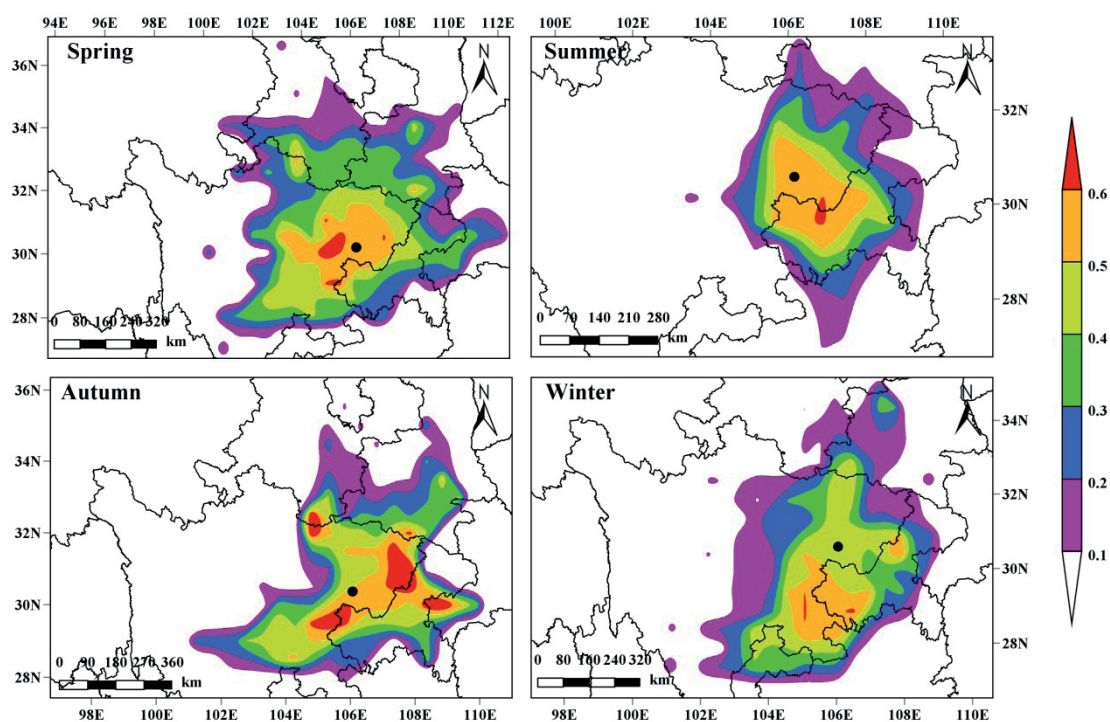 94E 96E 98E 100E 102E 104E 106E 108E 110E
98E 100E 102E 104E 106E 108E 110E
Spring
N
36N
34N
32N
30N
28N
0 80 160 240 320
km
Summer
N
32N
30N
28N
0 70 140 210 280
km
Autumn
N
36N
34N
32N
30N
28N
0 90 180 270 360
km
96E 98E 100E 102E 104E 106E 108E 110E
Winter
N
34N
32N
30N
28N
0 80 160 240 320
km
98E 100E 102E 104E 106E 108E 110E
0.6
0.5
0.4
0.3
0.2
0.1